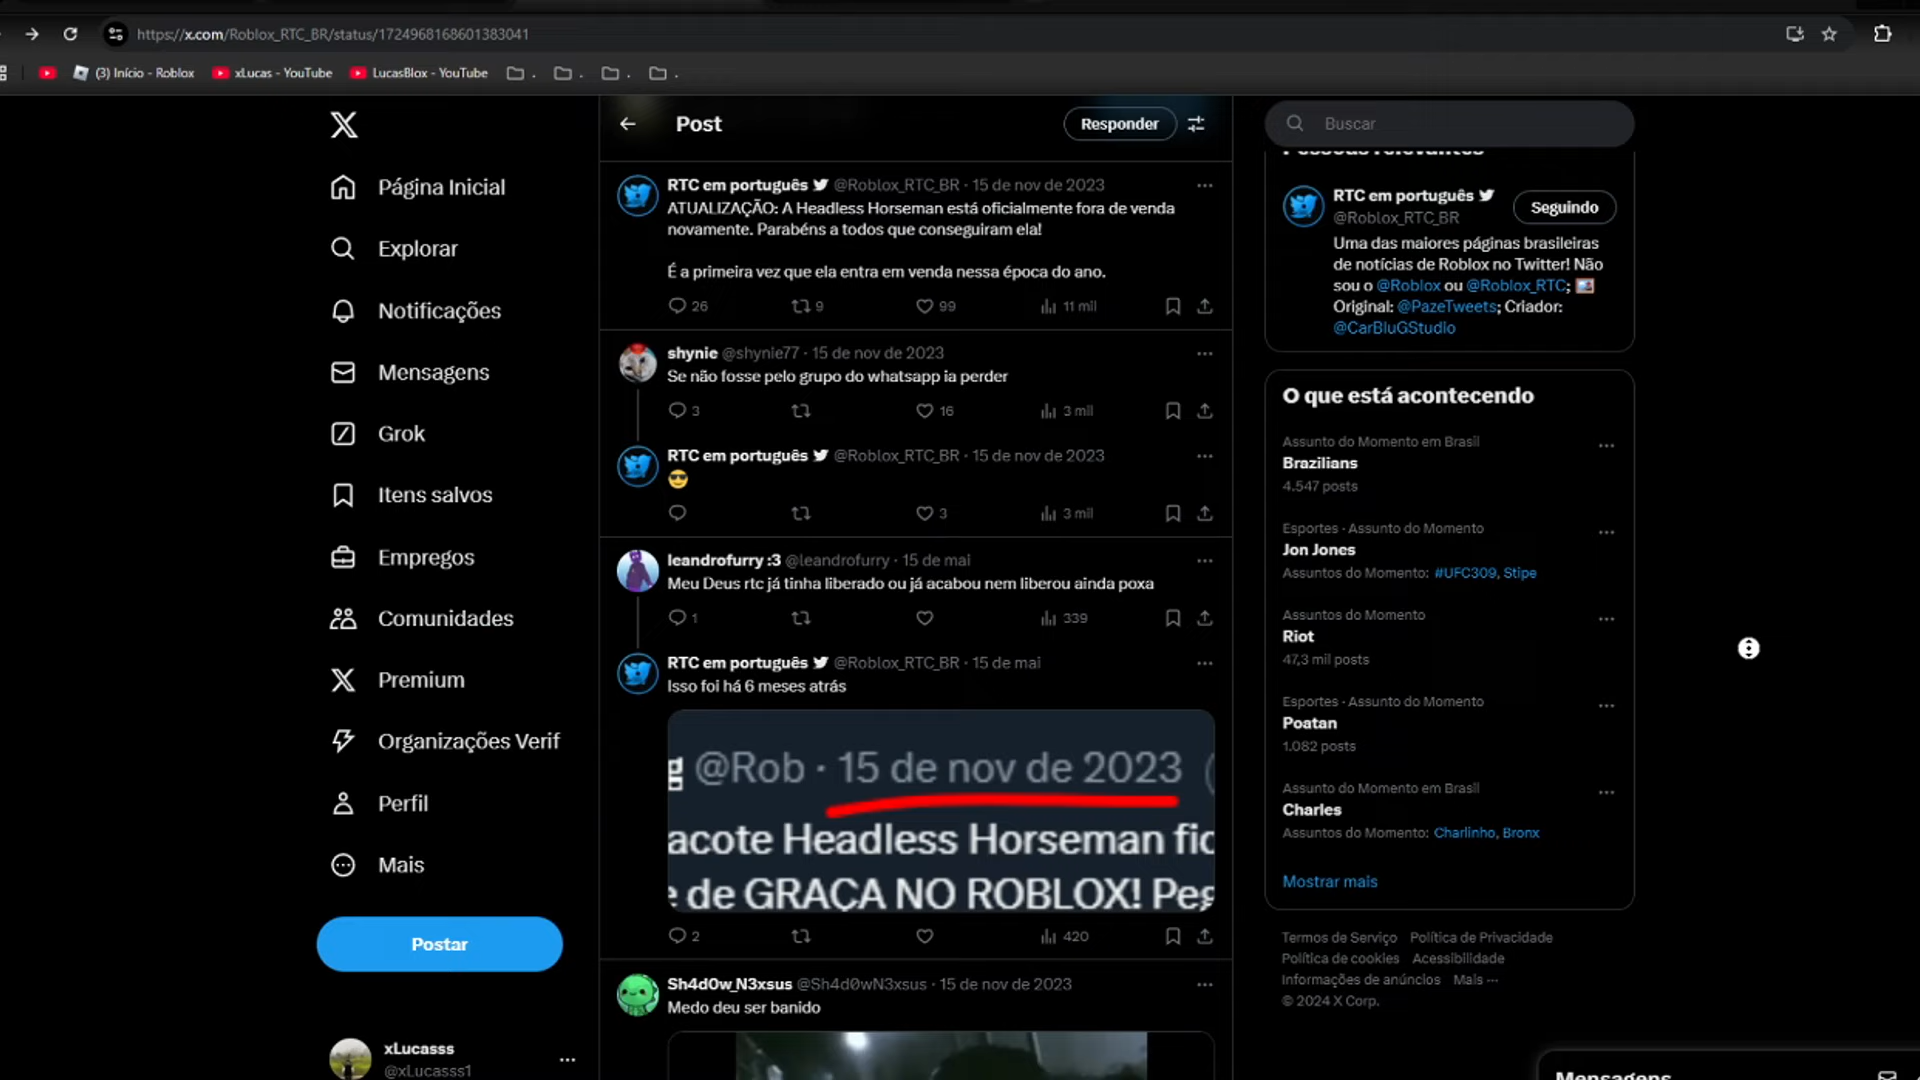 https://x.com/Roblox_RTC_BR/status/1724968168601383041
(3) Início - Roblox
xLucas - YouTube
LucasBlox - YouTube
.
.
.
.
Página Inicial
Explorar
Notificações
Mensagens
Grok
Itens salvos
Empregos
Comunidades
Premium
Organizações Verif
Perfil
Mais
Postar
xLucasss
@xLucasss1
Post
Responder
RTC em português @Roblox_RTC_BR · 15 de nov de 2023
ATUALIZAÇÃO: A Headless Horseman está oficialmente fora de venda
novamente. Parabéns a todos que conseguiram ela!
É a primeira vez que ela entra em venda nessa época do ano.
26 9 99 11 mil
shynie @shynie77 · 15 de nov de 2023
Se não fosse pelo grupo do whatsapp ia perder
3 16 3 mil
RTC em português @Roblox_RTC_BR · 15 de nov de 2023
😎
3 3 mil
leandrofurry :3 @leandrofurry · 15 de mai
Meu Deus rtc já tinha liberado ou já acabou nem liberou ainda poxa
1 339
RTC em português @Roblox_RTC_BR · 15 de mai
Isso foi há 6 meses atrás
g @Rob · 15 de nov de 2023
acote Headless Horseman fic
e de GRAÇA NO ROBLOX! Peg
2 420
Sh4d0w_N3xsus @Sh4d0wN3xsus · 15 de nov de 2023
Medo deu ser banido
Buscar
Pessoas relevantes
RTC em português
@Roblox_RTC_BR
Seguindo
Uma das maiores páginas brasileiras
de notícias de Roblox no Twitter! Não
sou o @Roblox ou @Roblox_RTC;
Original: @PazeTweets; Criador:
@CarBluGStudio
O que está acontecendo
Assunto do Momento em Brasil
Brazilians
4.547 posts
Esportes · Assunto do Momento
Jon Jones
Assuntos do Momento: #UFC309, Stipe
Assuntos do Momento
Riot
47,3 mil posts
Esportes · Assunto do Momento
Poatan
1.082 posts
Assunto do Momento em Brasil
Charles
Assuntos do Momento: Charlinho, Bronx
Mostrar mais
Termos de Serviço Política de Privacidade
Política de cookies Acessibilidade
Informações de anúncios Mais ···
© 2024 X Corp.
Mensagens